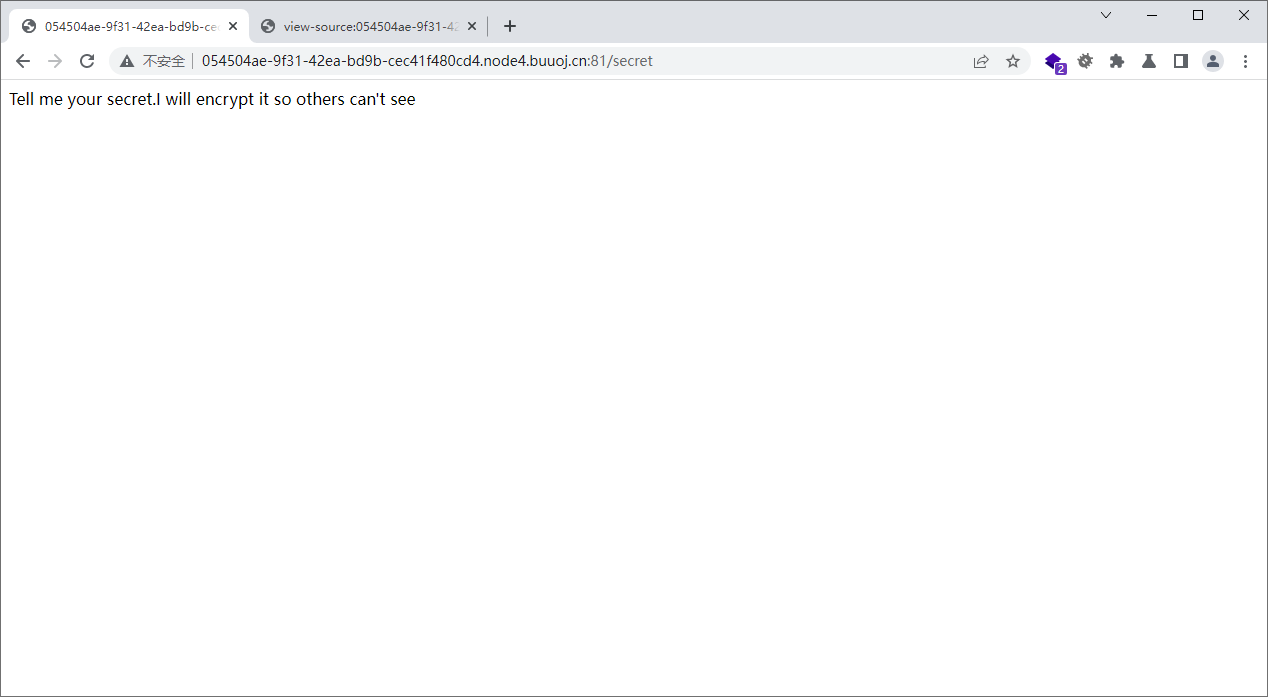 054504ae-9f31-42ea-bd9b-ce
view-source:054504ae-9f31-42
不安全
054504ae-9f31-42ea-bd9b-cec41f480cd4.node4.buuoj.cn:81/secret
2
Tell me your secret.I will encrypt it so others can't see